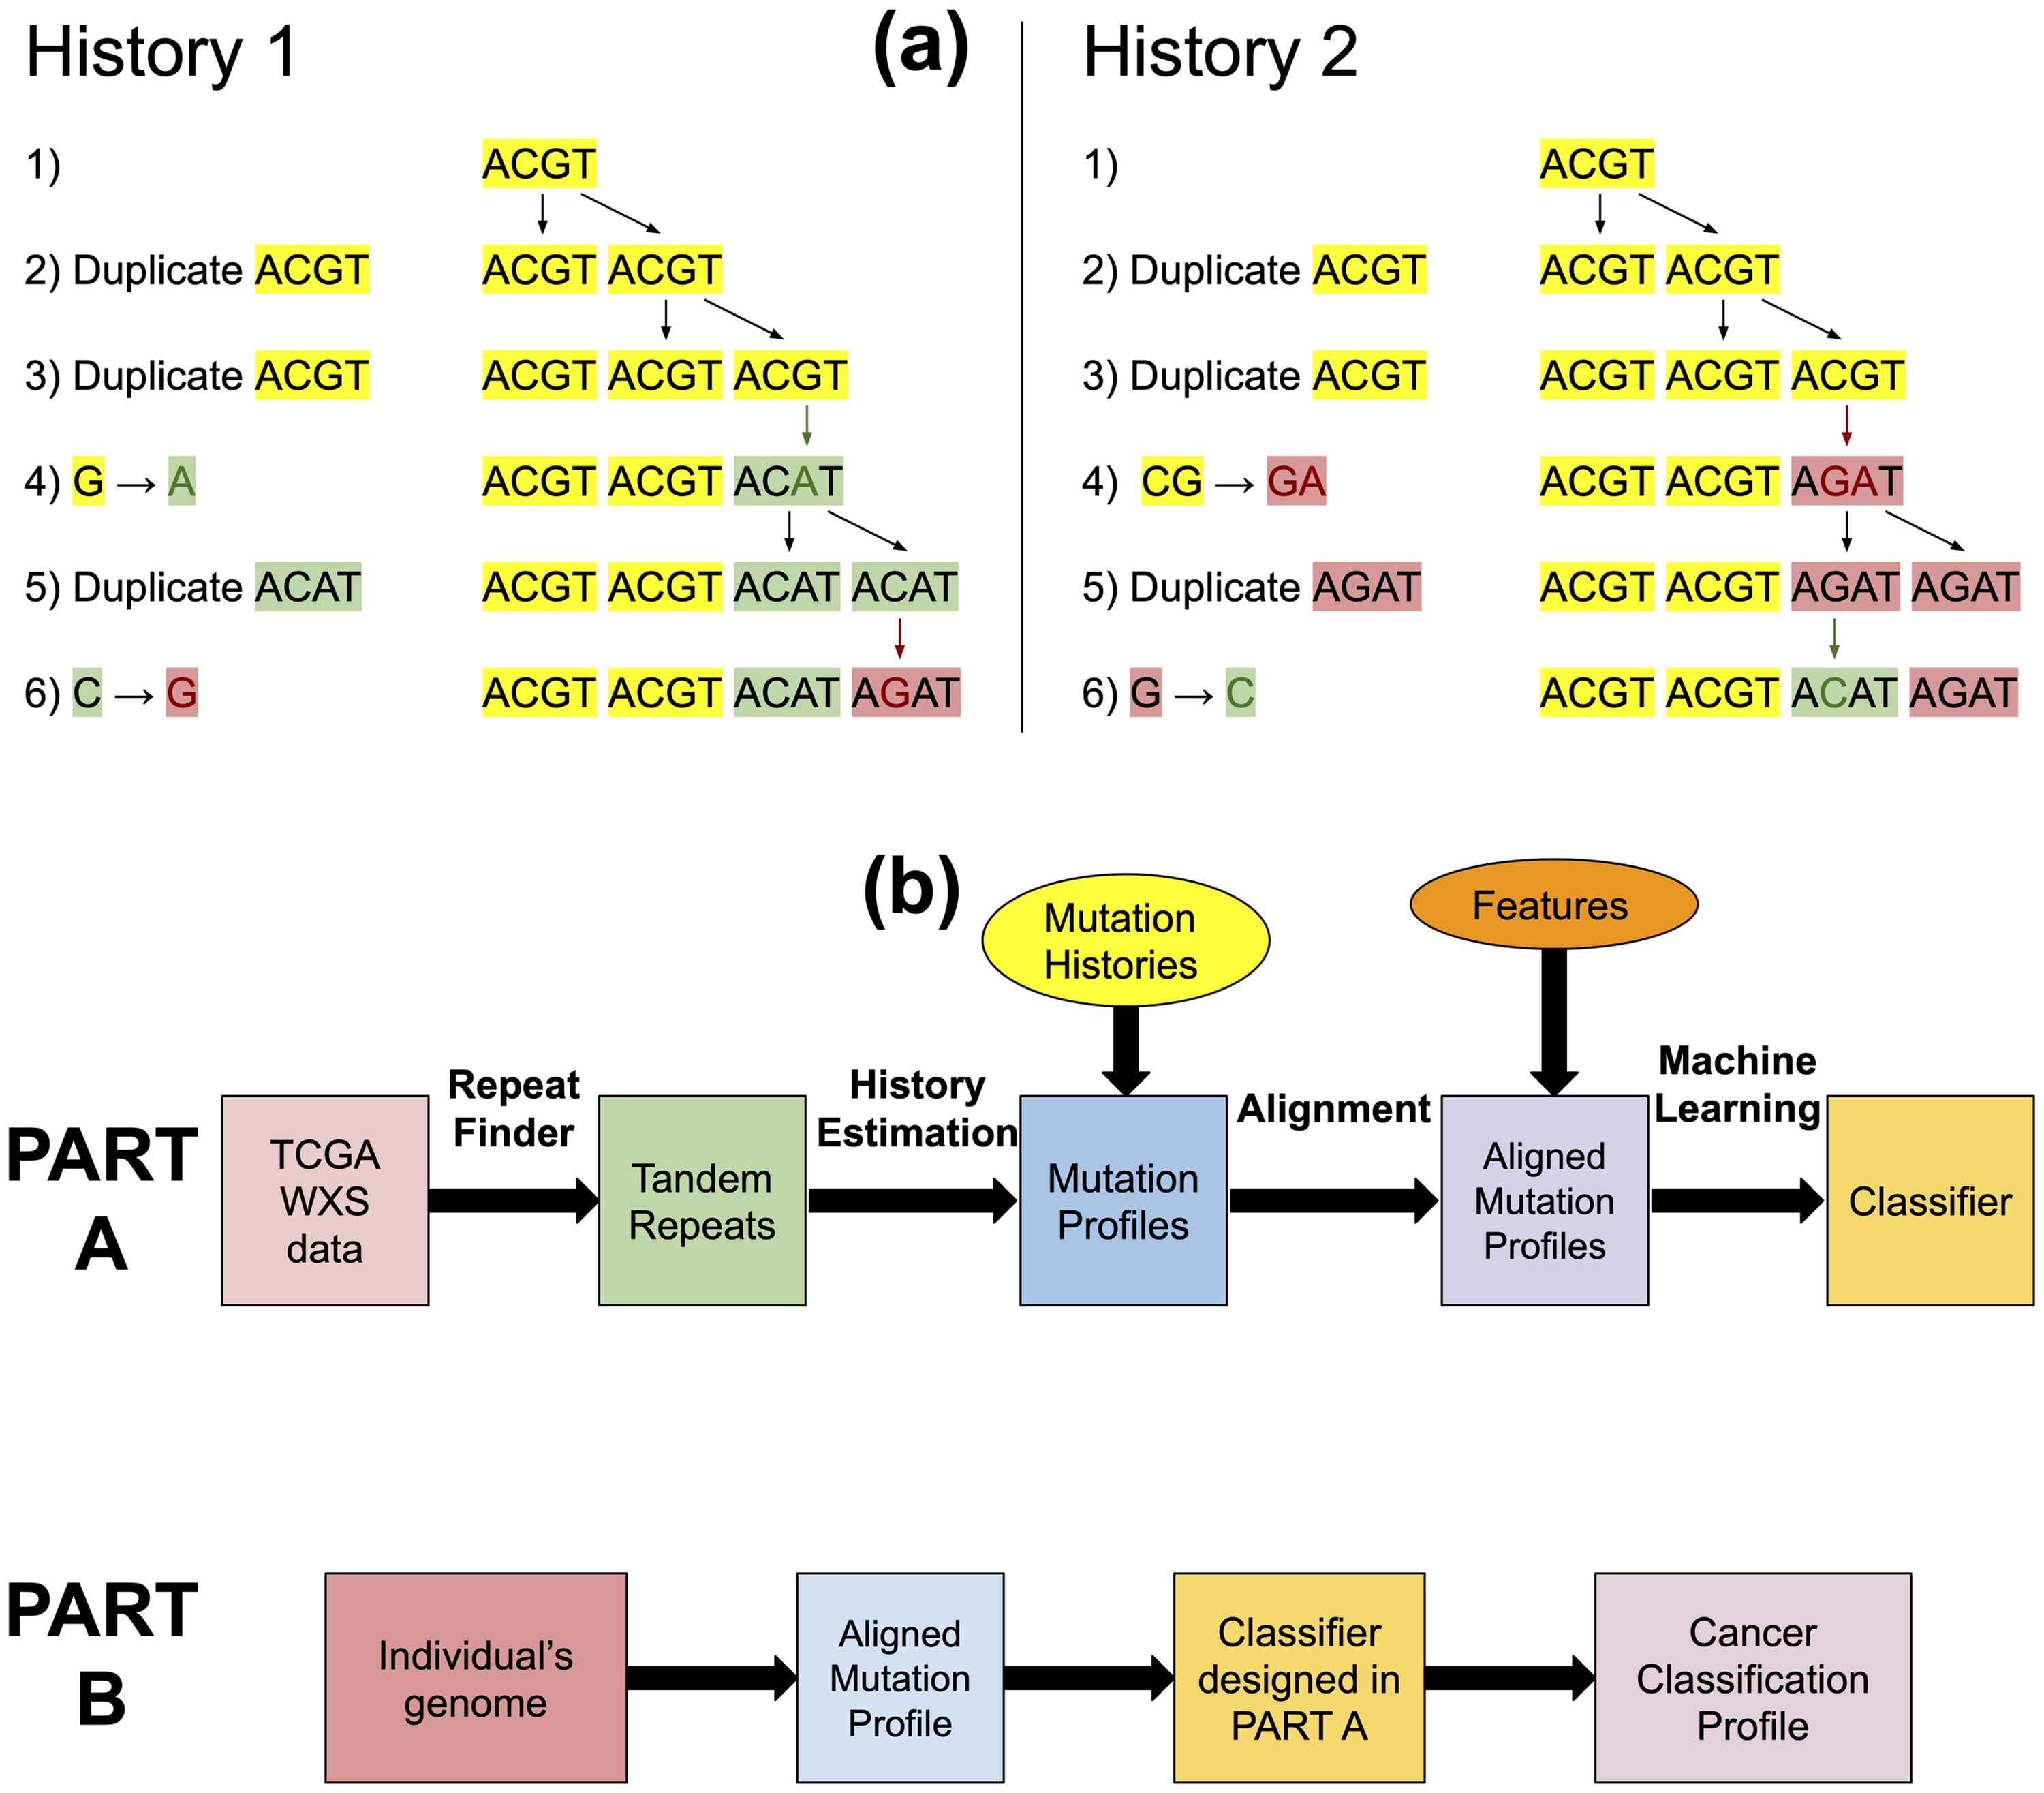 History 1
(a)
History 2
1)
ACGT
2) Duplicate ACGT
ACGT ACGT
3) Duplicate ACGT
ACGT ACGT ACGT
4) G → A
ACGT ACGT ACAT
5) Duplicate ACAT
ACGT ACGT ACAT ACAT
6) C → G
ACGT ACGT ACAT AGAT
1)
ACGT
2) Duplicate ACGT
ACGT ACGT
3) Duplicate ACGT
ACGT ACGT ACGT
4) CG → GA
ACGT ACGT AGAT
5) Duplicate AGAT
ACGT ACGT AGAT AGAT
6) G → C
ACGT ACGT ACAT AGAT
(b)
Mutation
Histories
Features
PART
A
TCGA
WXS
data
Repeat
Finder
Tandem
Repeats
History
Estimation
Mutation
Profiles
Alignment
Aligned
Mutation
Profiles
Machine
Learning
Classifier
PART
B
Individual's
genome
Aligned
Mutation
Profile
Classifier
designed in
PART A
Cancer
Classification
Profile